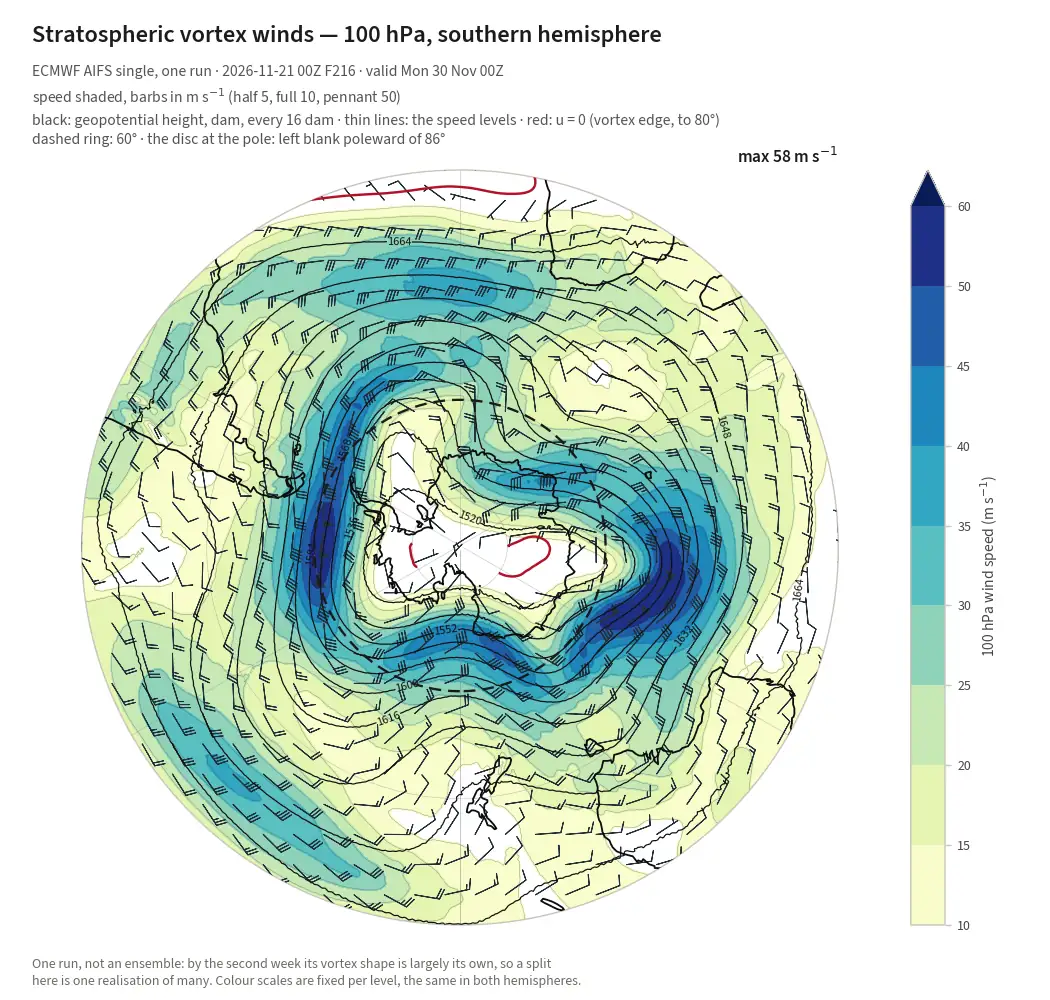 Stratospheric vortex winds — 100 hPa, southern hemisphere
ECMWF AIFS single, one run · 2026-11-21 00Z F216 · valid Mon 30 Nov 00Z
speed shaded, barbs in m s⁻¹ (half 5, full 10, pennant 50)
black: geopotential height, dam, every 16 dam · thin lines: the speed levels · red: u = 0 (vortex edge, to 80°)
dashed ring: 60° · the disc at the pole: left blank poleward of 86°
max 58 m s⁻¹
60
50
45
40
35
30
25
20
15
10
100 hPa wind speed (m s⁻¹)
1664
1648
1568
1520
1664
1552
1632
1600
1616
One run, not an ensemble: by the second week its vortex shape is largely its own, so a split
here is one realisation of many. Colour scales are fixed per level, the same in both hemispheres.